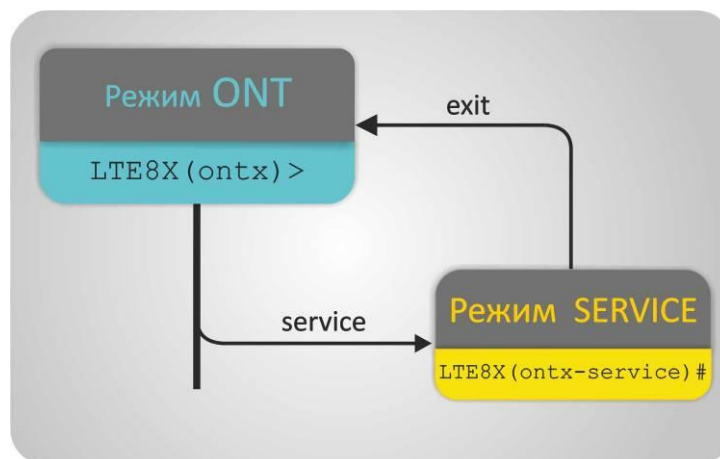 Режим ONT
LTE8X(ontx)>
exit
service
Режим SERVICE
LTE8X(ontx-service)#